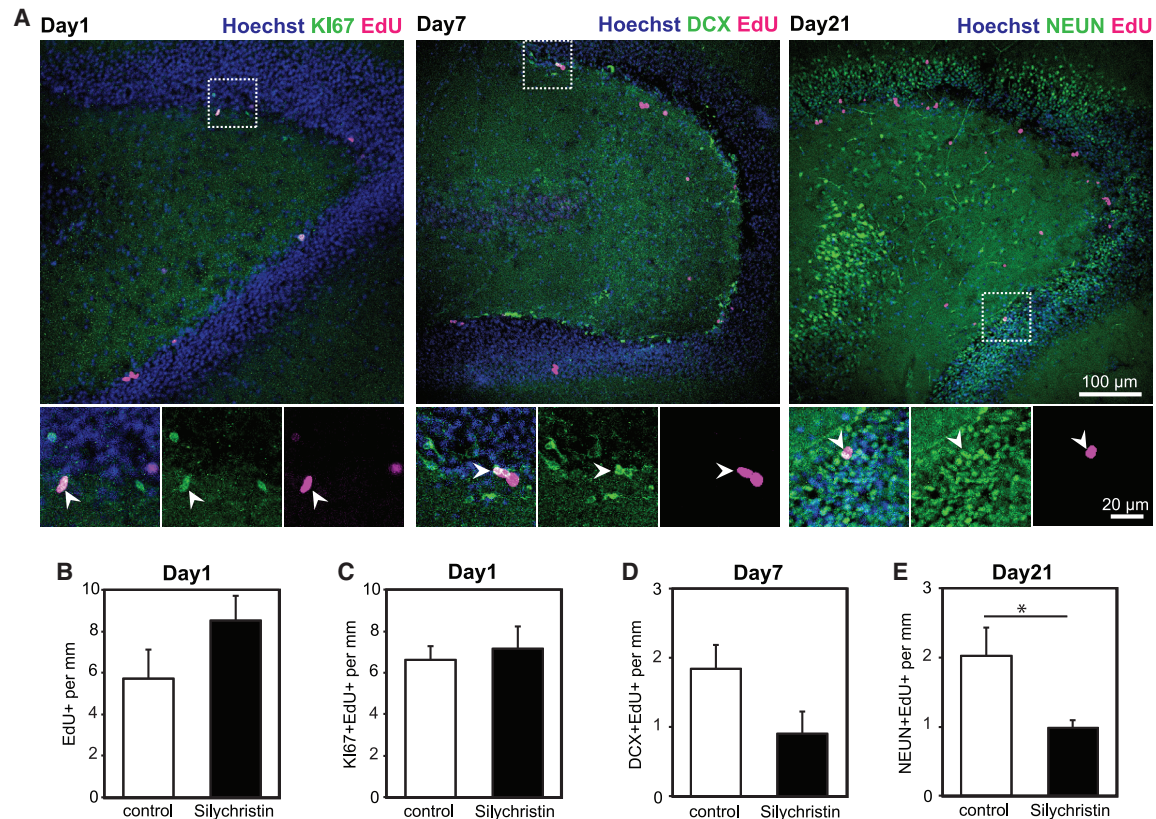 A
Day1 Hoechst KI67 EdU
Day7 Hoechst DCX EdU
Day21 Hoechst NEUN EdU
100 µm
20 µm
B Day1
EdU+ per mm
10
8
6
4
2
0
control Silychristin
C Day1
KI67+EdU+ per mm
10
8
6
4
2
0
control Silychristin
D Day7
DCX+EdU+ per mm
3
2
1
0
control Silychristin
E Day21
NEUN+EdU+ per mm
3
2
1
0
*
control Silychristin